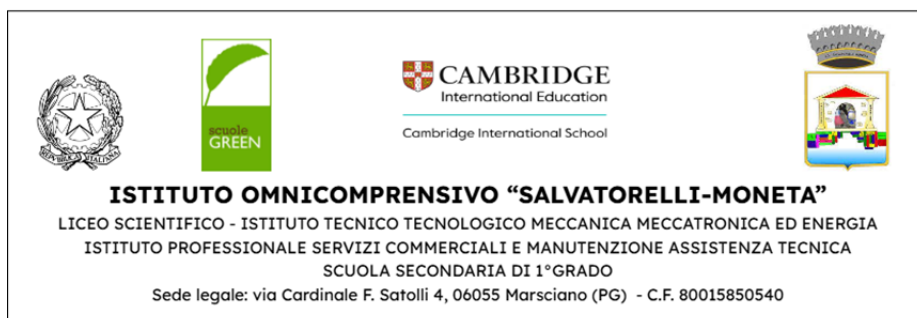 REPVBBLICA ITALIANA
scuole
GREEN
CAMBRIDGE
International Education
Cambridge International School
ISTITUTO OMNICOMPRENSIVO “SALVATORELLI-MONETA”
LICEO SCIENTIFICO - ISTITUTO TECNICO TECNOLOGICO MECCANICA MECCATRONICA ED ENERGIA
ISTITUTO PROFESSIONALE SERVIZI COMMERCIALI E MANUTENZIONE ASSISTENZA TECNICA
SCUOLA SECONDARIA DI 1°GRADO
Sede legale: via Cardinale F. Satolli 4, 06055 Marsciano (PG) - C.F. 80015850540